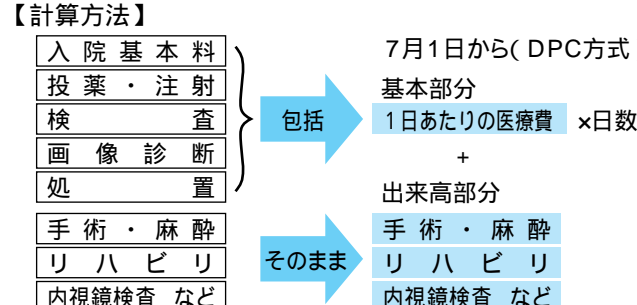 【計算方法】
入院基本料
投薬・注射
検査
画像診断
処置
包括
7月1日から(DPC方式
基本部分
1日あたりの医療費 ×日数
+
出来高部分
手術・麻酔
リハビリ
内視鏡検査 など
そのまま
手術・麻酔
リハビリ
内視鏡検査 など